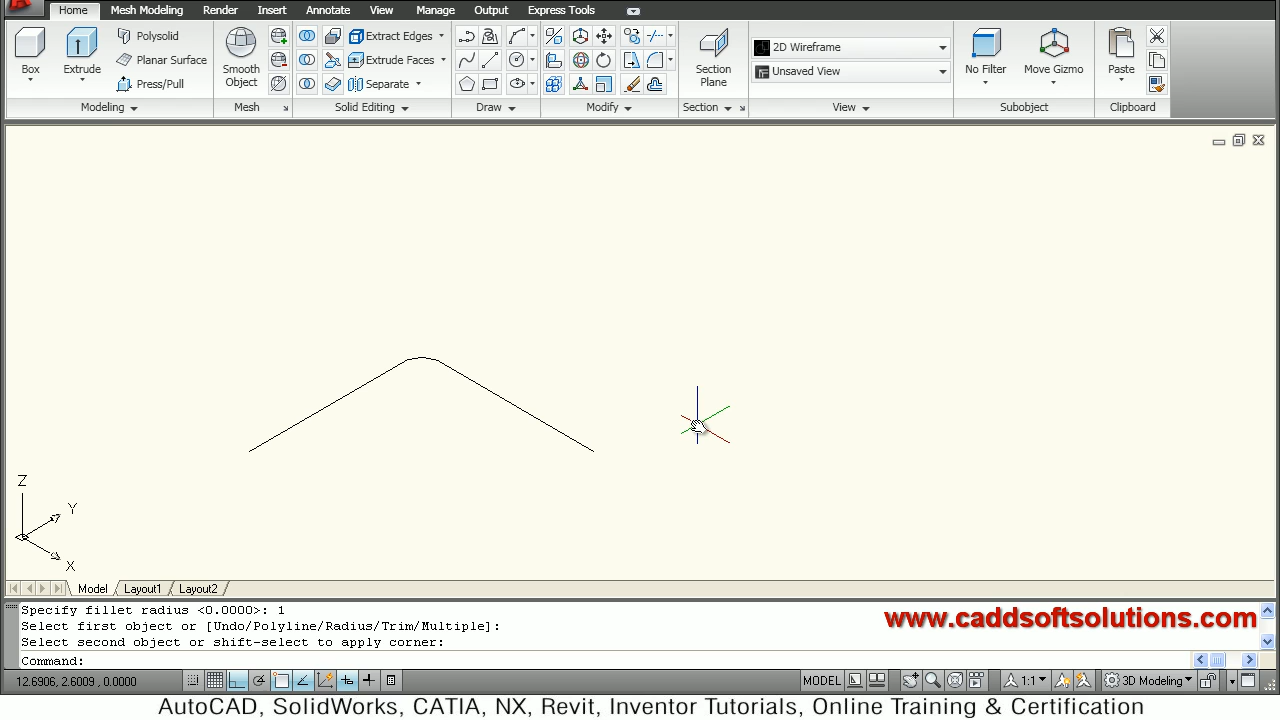 Home Mesh Modeling Render Insert Annotate View Manage Output Express Tools
Box
Extrude
Polysolid
Planar Surface
Press/Pull
Modeling
Smooth
Object
Mesh
Extract Edges
Extrude Faces
Separate
Solid Editing
Draw
Modify
Section
Plane
Section
2D Wireframe
Unsaved View
View
No Filter
Move Gizmo
Subobject
Paste
Clipboard
Z
Y
X
Model Layout1 Layout2
Specify fillet radius <0.0000>: 1
Select first object or [Undo/Polyline/Radius/Trim/Multiple]:
Select second object or shift-select to apply corner:
Command:
www.caddsoftsolutions.com
12.6906, 2.6009, 0.0000
MODEL
1:1
3D Modeling
AutoCAD, SolidWorks, CATIA, NX, Revit, Inventor Tutorials, Online Training & Certification